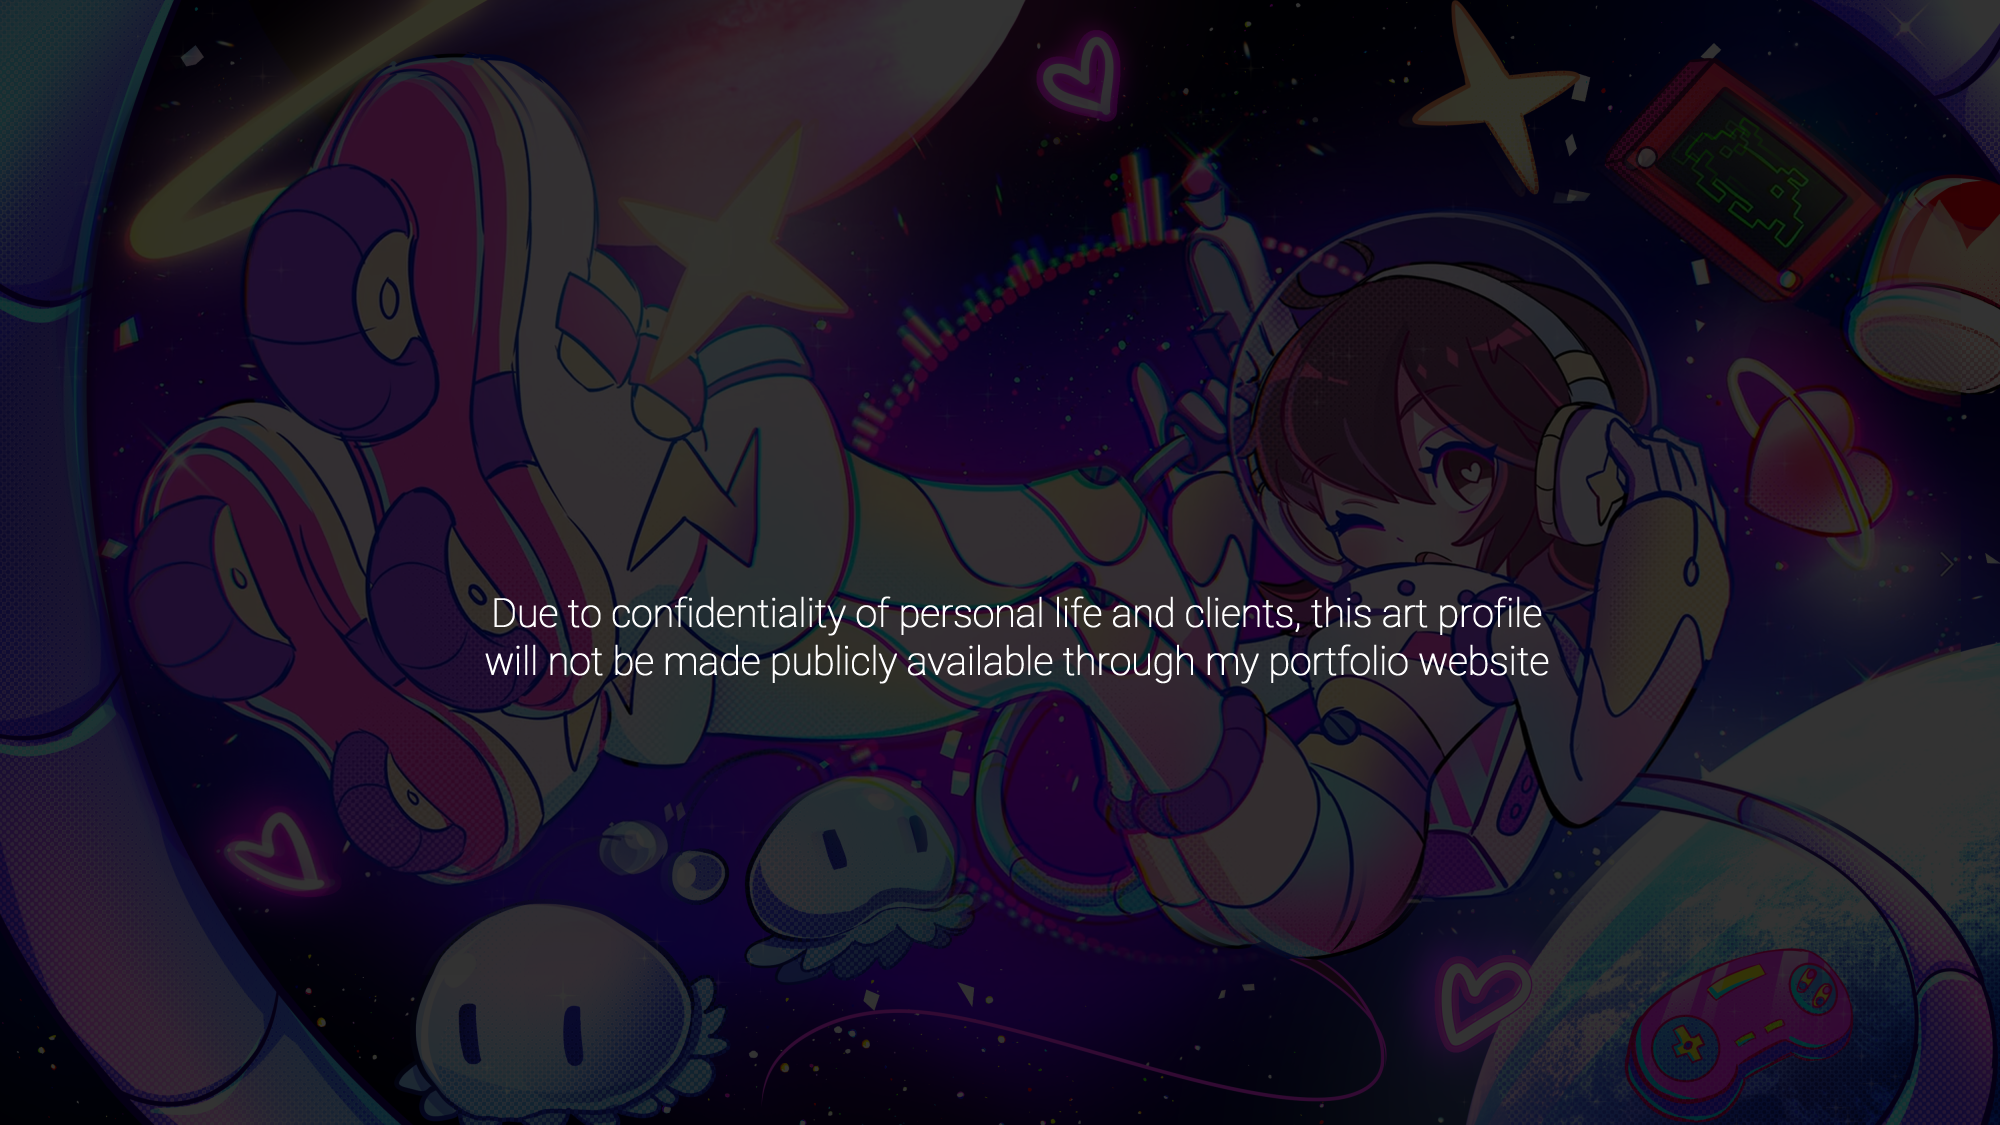 Due to confidentiality of personal life and clients, this art profile
will not be made publicly available through my portfolio website